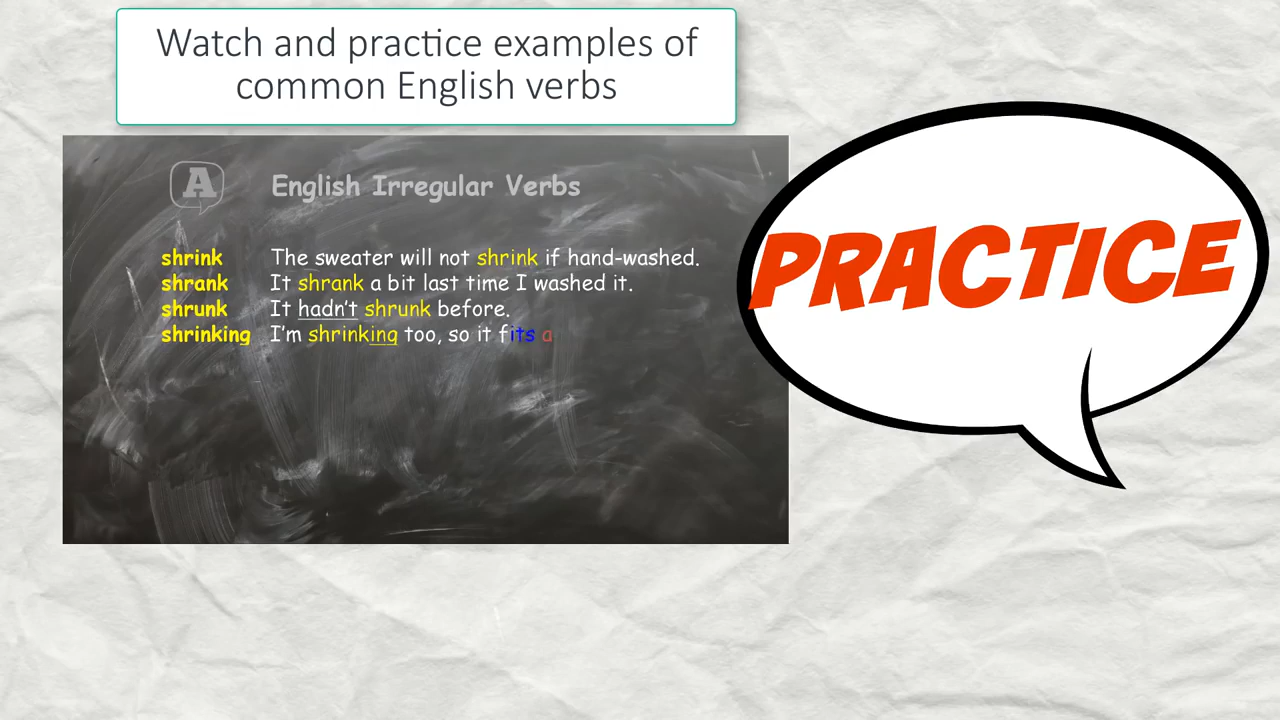 Watch and practice examples of
common English verbs
A English Irregular Verbs
shrink The sweater will not shrink if hand-washed.
shrank It shrank a bit last time I washed it.
shrunk It hadn't shrunk before.
shrinking I'm shrinking too, so it fits a
PRACTICE